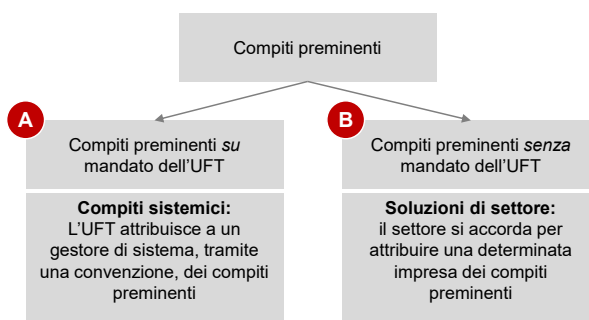 Compiti preminenti
A
Compiti preminenti su
mandato dell'UFT
Compiti sistemici:
L'UFT attribuisce a un
gestore di sistema, tramite
una convenzione, dei compiti
preminenti
B
Compiti preminenti senza
mandato dell'UFT
Soluzioni di settore:
il settore si accorda per
attribuire una determinata
impresa dei compiti
preminenti